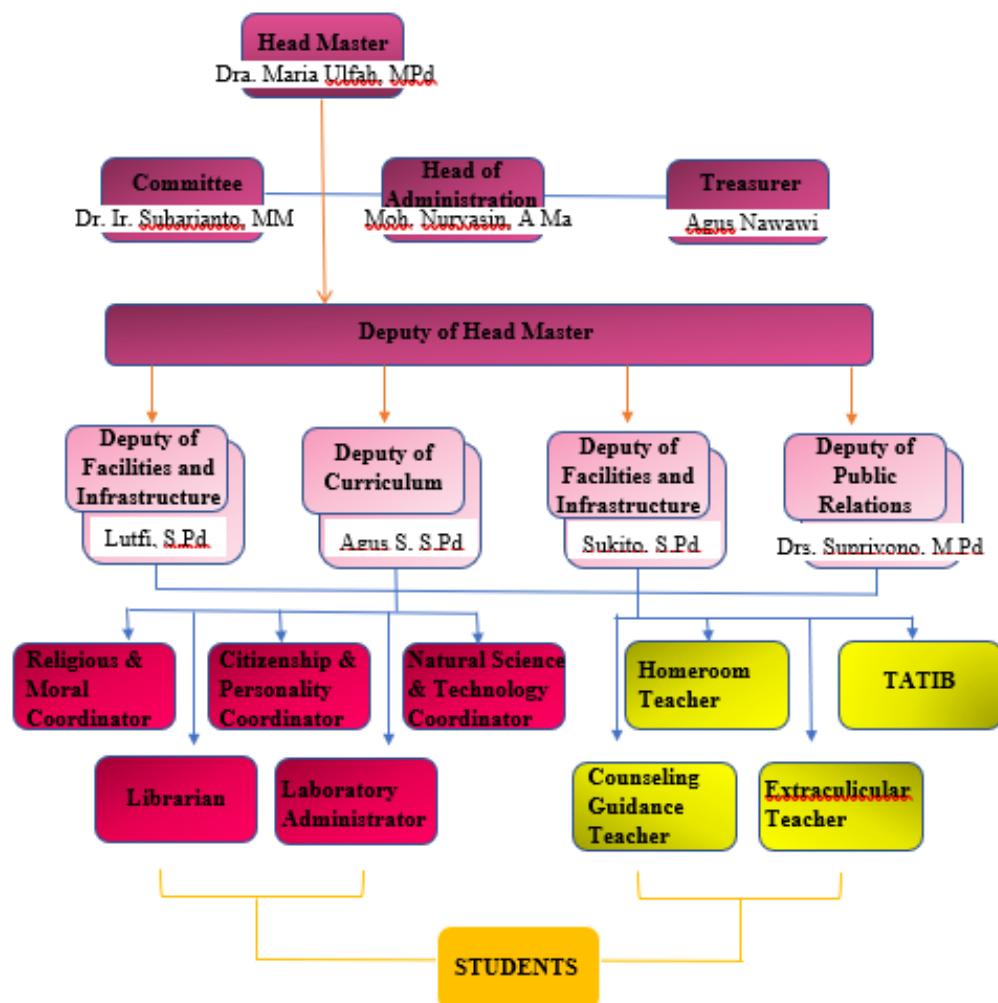 Head Master
Dra. Maria Ulfah, MPd
Committee
Dr. Ir. Suharianto, MM
Head of
Administration
Moh. Nuryasin, A Ma
Treasurer
Agus Nawawi
Deputy of Head Master
Deputy of
Facilities and
Infrastructure
Lutfi, S.Pd
Deputy of
Curriculum
Agus S, S.Pd
Deputy of
Facilities and
Infrastructure
Sukito, S.Pd
Deputy of
Public
Relations
Drs. Supriyono, M.Pd
Religious &
Moral
Coordinator
Citizenship &
Personality
Coordinator
Natural Science
& Technology
Coordinator
Homeroom
Teacher
TATIB
Librarian
Laboratory
Administrator
Counseling
Guidance
Teacher
Extraculicular
Teacher
STUDENTS